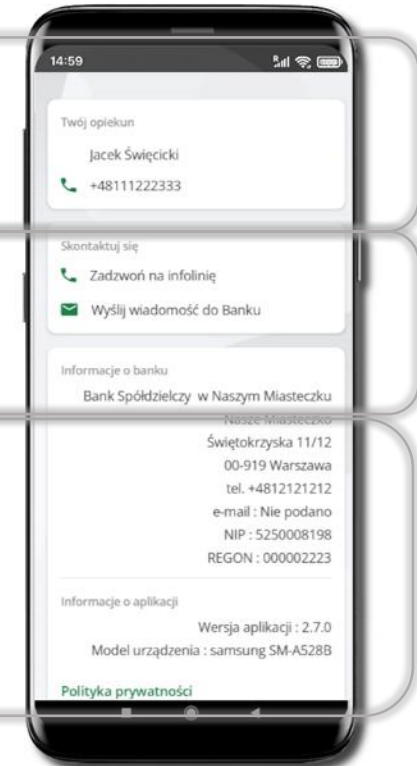 14:59
Twój opiekun
Jacek Święcicki
+48111222333
Skontaktuj się
Zadzwoń na infolinię
Wyślij wiadomość do Banku
Informacje o banku
Bank Spółdzielczy w Naszym Miasteczku
Nasze Miasteczko
Świętokrzyska 11/12
00-919 Warszawa
tel. +4812121212
e-mail : Nie podano
NIP : 5250008198
REGON : 000002223
Informacje o aplikacji
Wersja aplikacji : 2.7.0
Model urządzenia : samsung SM-A528B
Polityka prywatności